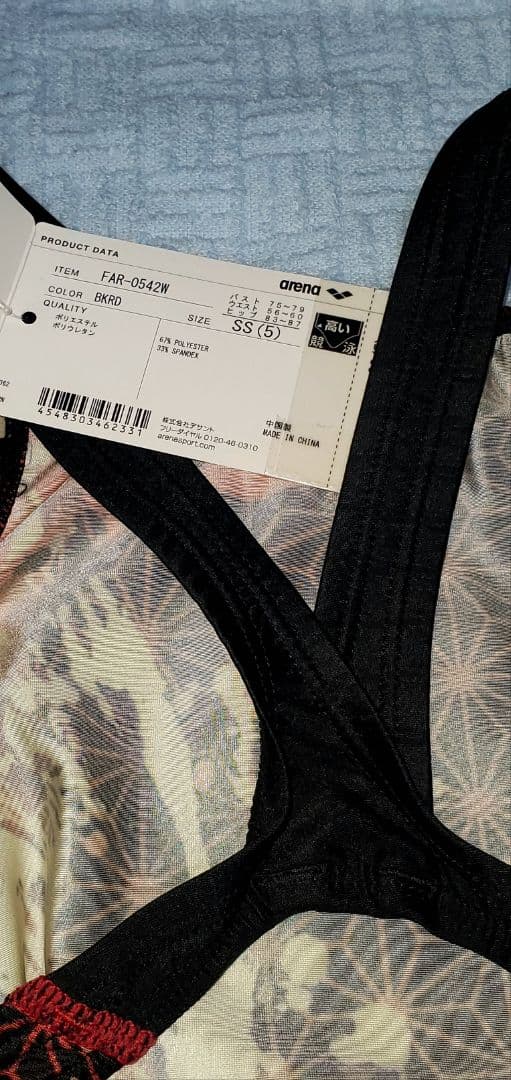 PRODUCT DATA
ITEM FAR-0542W
COLOR BKRD
QUALITY
ポリエステル
ポリウレタン
67% POLYESTER
33% SPANDEX
SIZE SS(5)
arena
バスト 75~79
ウエスト 56~60
ヒップ 83~87
高い
競
泳
4548303462331
株式会社デサント
フリーダイヤル 0120-46-0310
arenasport.com
中国製
MADE IN CHINA